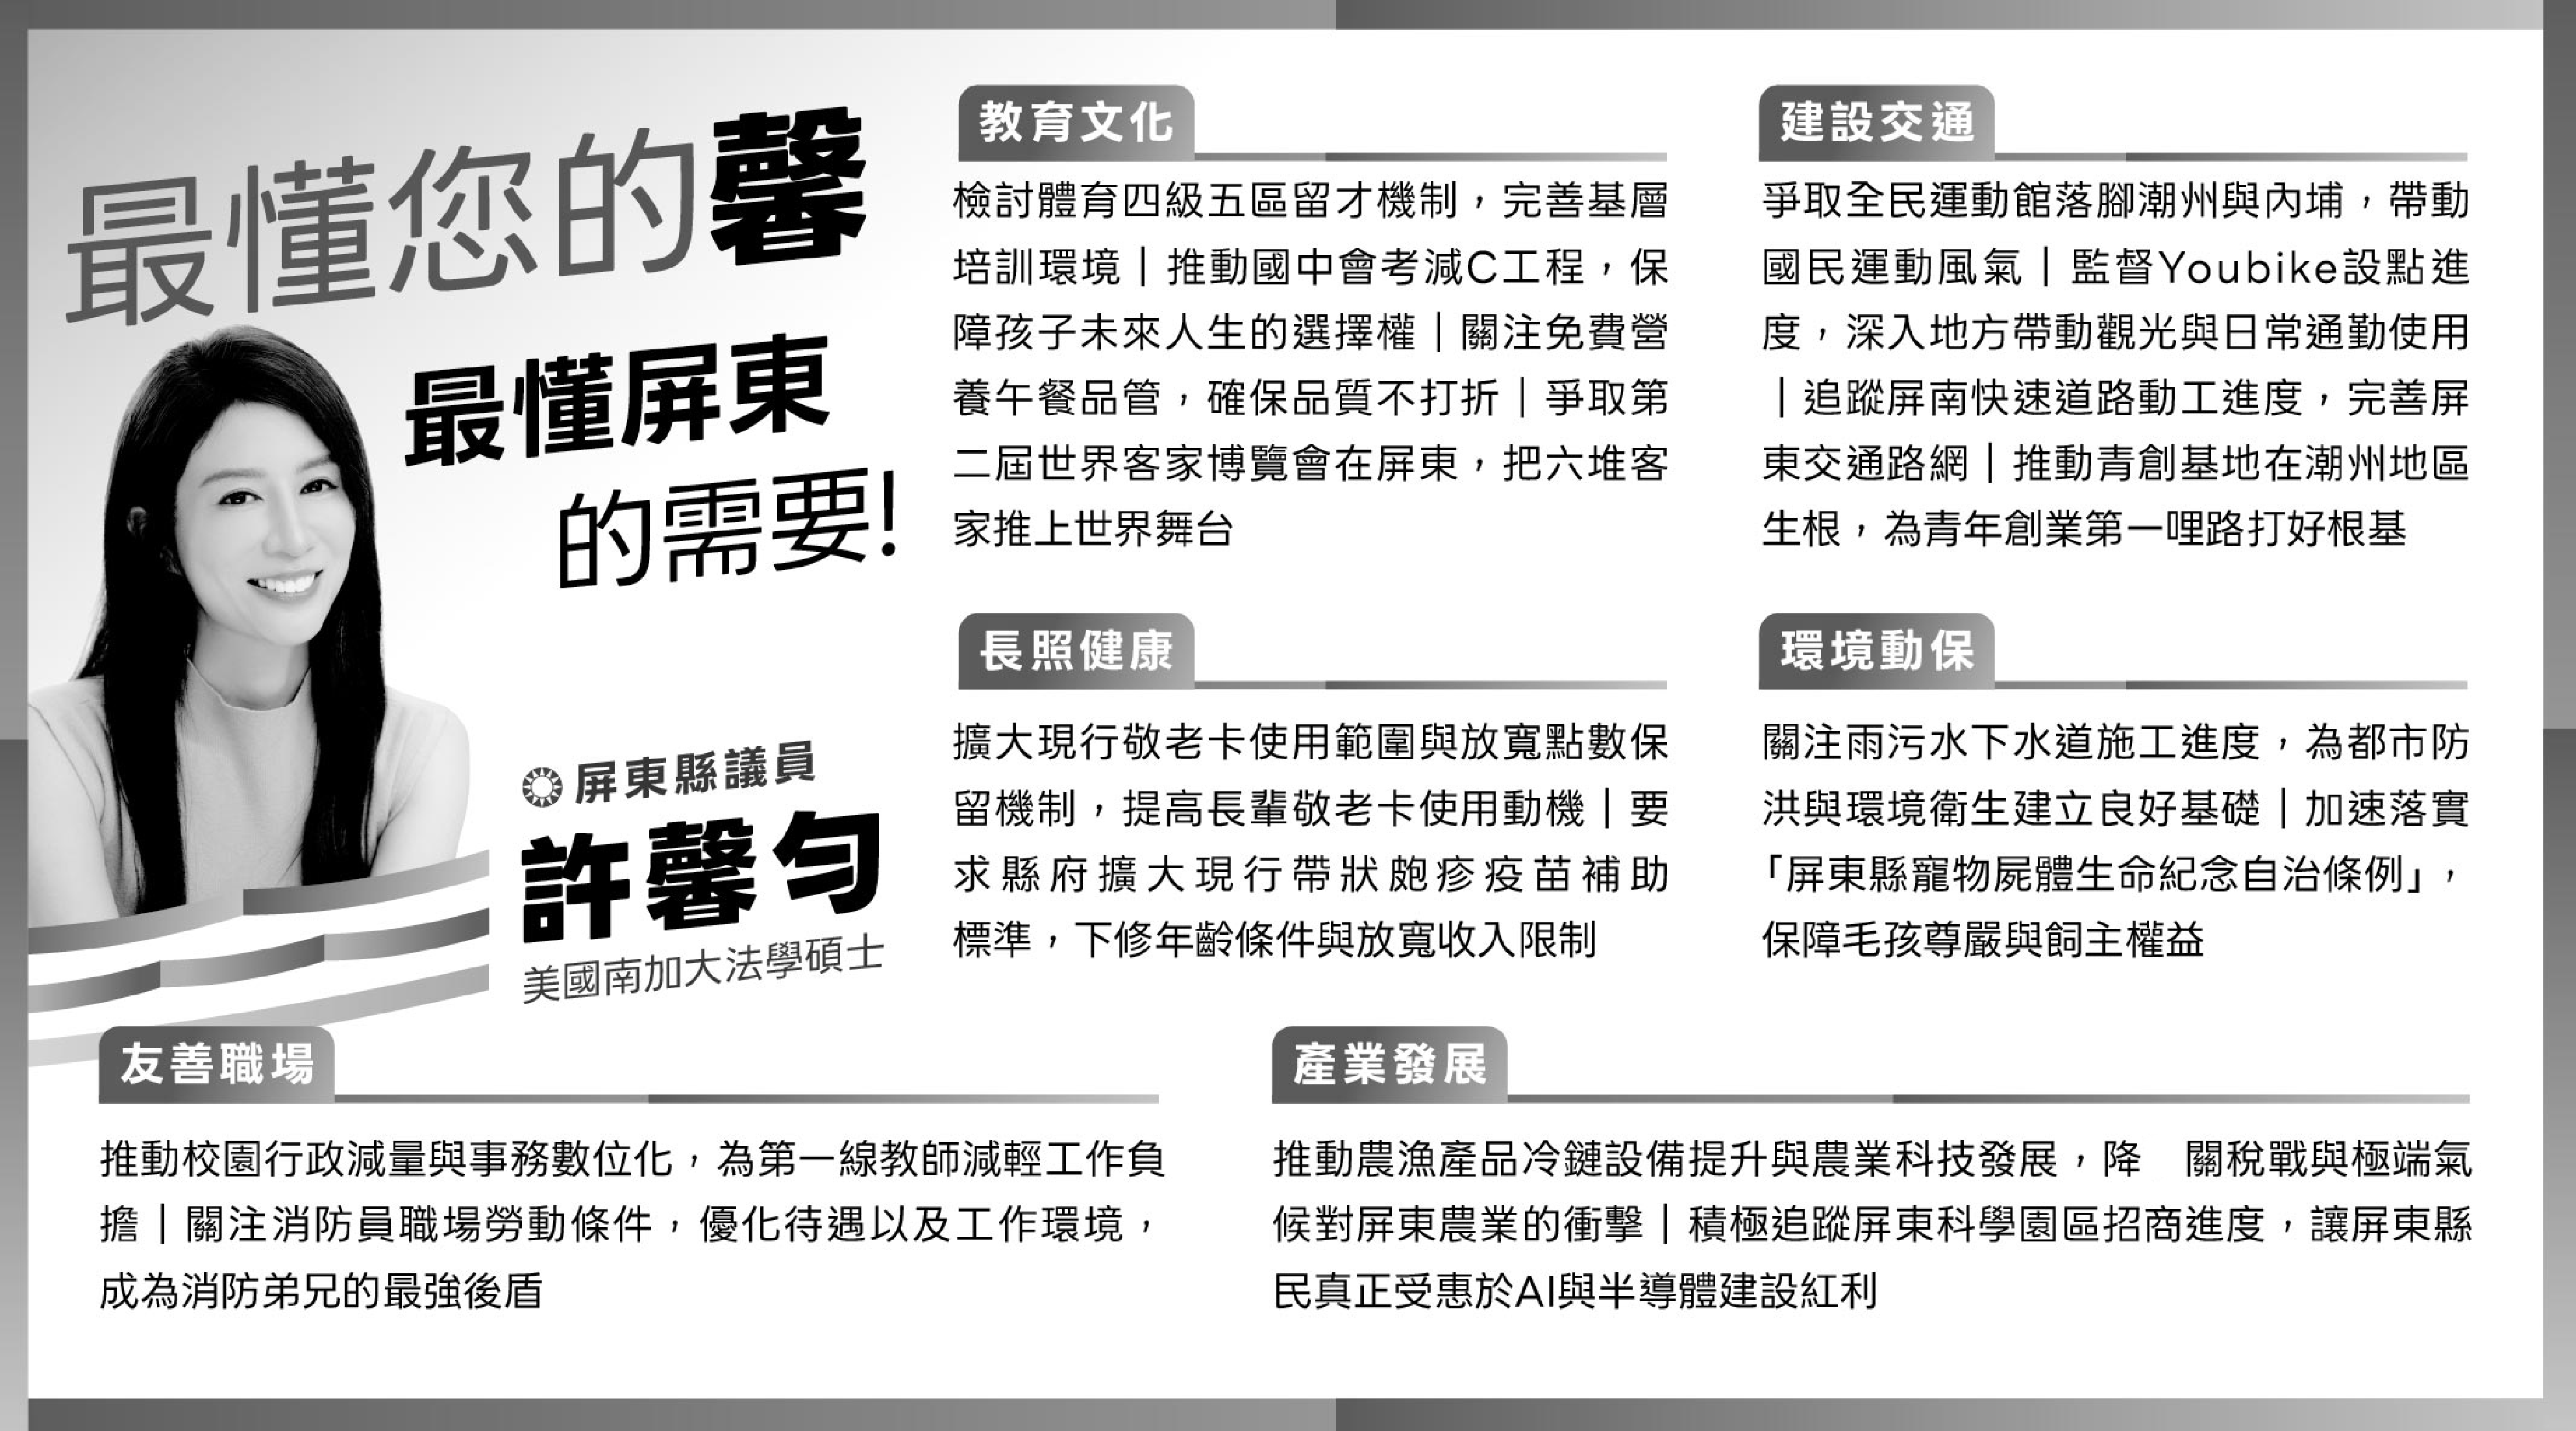 最懂您的馨
最懂屏東
的需要!
屏東縣議員
許馨勻
美國南加大法學碩士
教育文化
檢討體育四級五區留才機制，完善基層
培訓環境｜推動國中會考減C工程，保
障孩子未來人生的選擇權｜關注免費營
養午餐品管，確保品質不打折｜爭取第
二屆世界客家博覽會在屏東，把六堆客
家推上世界舞台
建設交通
爭取全民運動館落腳潮州與內埔，帶動
國民運動風氣｜監督Youbike設點進
度，深入地方帶動觀光與日常通勤使用
｜追蹤屏南快速道路動工進度，完善屏
東交通路網｜推動青創基地在潮州地區
生根，為青年創業第一哩路打好根基
長照健康
擴大現行敬老卡使用範圍與放寬點數保
留機制，提高長輩敬老卡使用動機｜要
求縣府擴大現行帶狀皰疹疫苗補助
標準，下修年齡條件與放寬收入限制
環境動保
關注雨污水下水道施工進度，為都市防
洪與環境衛生建立良好基礎｜加速落實
「屏東縣寵物屍體生命紀念自治條例」，
保障毛孩尊嚴與飼主權益
友善職場
推動校園行政減量與事務數位化，為第一線教師減輕工作負
擔｜關注消防員職場勞動條件，優化待遇以及工作環境，
成為消防弟兄的最強後盾
產業發展
推動農漁產品冷鏈設備提升與農業科技發展，降　關稅戰與極端氣
候對屏東農業的衝擊｜積極追蹤屏東科學園區招商進度，讓屏東縣
民真正受惠於AI與半導體建設紅利